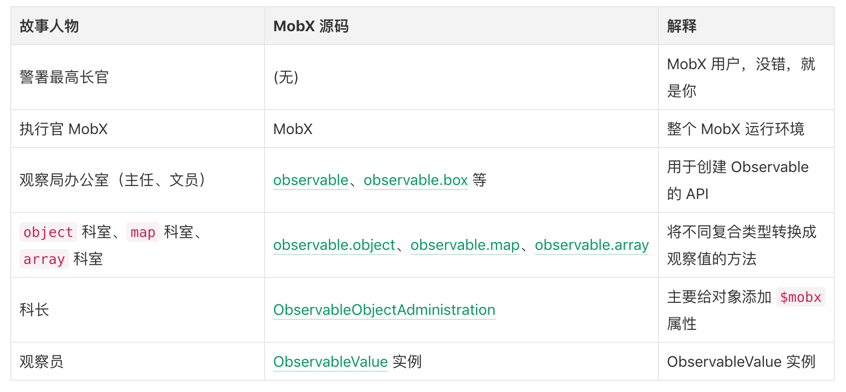 故事人物 MobX 源码 解释
警署最高长官 (无) MobX 用户，没错，就
是你
执行官 MobX MobX 整个 MobX 运行环境
观察局办公室（主任、文员） observable、observable.box 等 用于创建 Observable
的 API
object 科室、map 科室、
array 科室
observable.object、observable.map、observable.array
将不同复合类型转换成
观察值的方法
科长 ObservableObjectAdministration 主要给对象添加 $mobx
属性
观察员 ObservableValue 实例 ObservableValue 实例